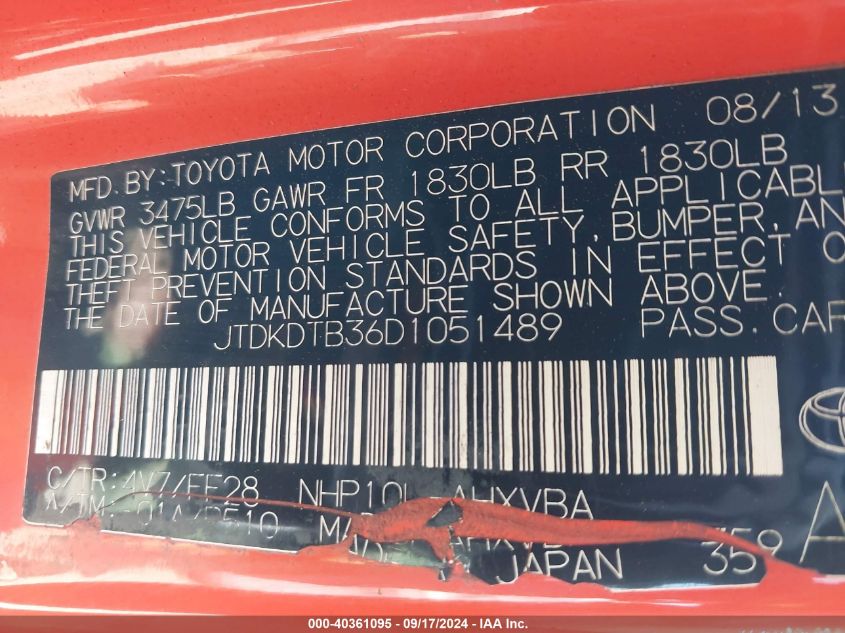 MFD. BY: TOYOTA MOTOR CORPORATION 08/13
GVWR 3475LB GAWR FR 1830LB RR 1830LB
THIS VEHICLE CONFORMS TO ALL APPLICABL
FEDERAL MOTOR VEHICLE SAFETY, BUMPER, AN
THEFT PREVENTION STANDARDS IN EFFECT O
THE DATE OF MANUFACTURE SHOWN ABOVE.
JTDKDTB36D1051489 PASS. CAR
C/TR: 4V7/FE28 NHP10L-AHXVBA
JAPAN 359 A
000-40361095 - 09/17/2024 - IAA Inc.